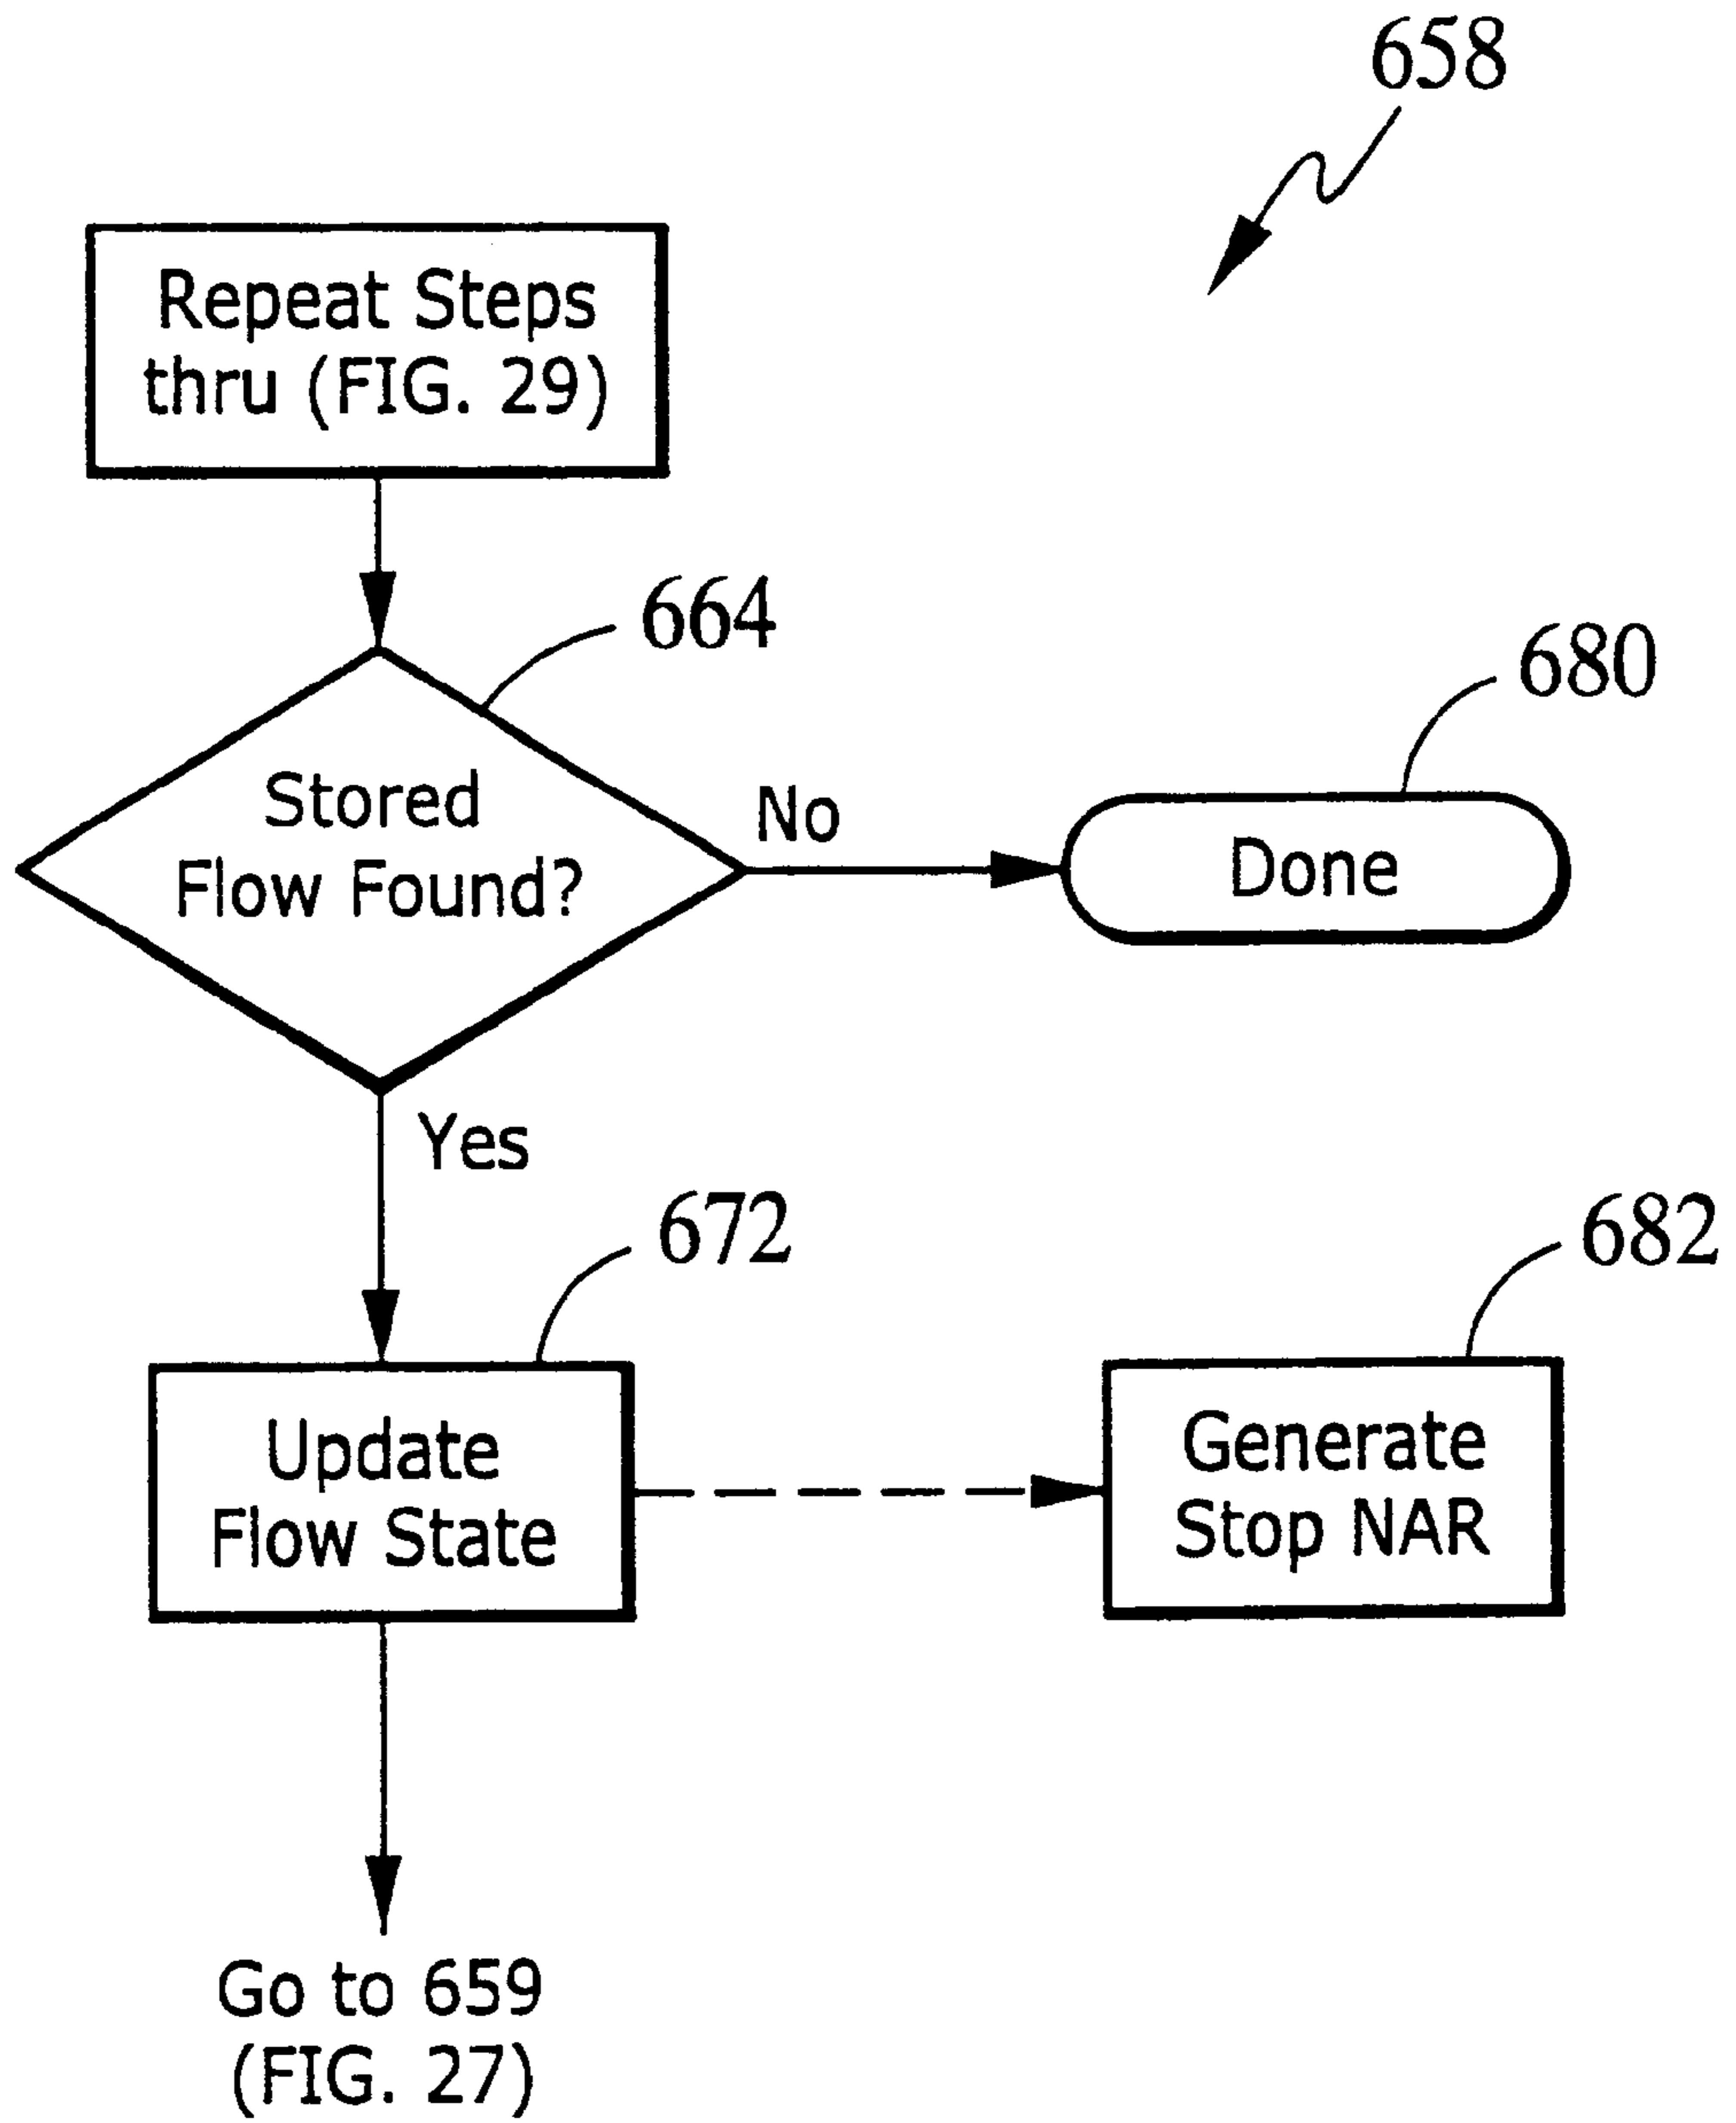 658
Repeat Steps
thru (FIG. 29)
664
680
Stored
Flow Found?
No
Done
Yes
672
682
Update
Flow State
Generate
Stop NAR
Go to 659
(FIG. 27)